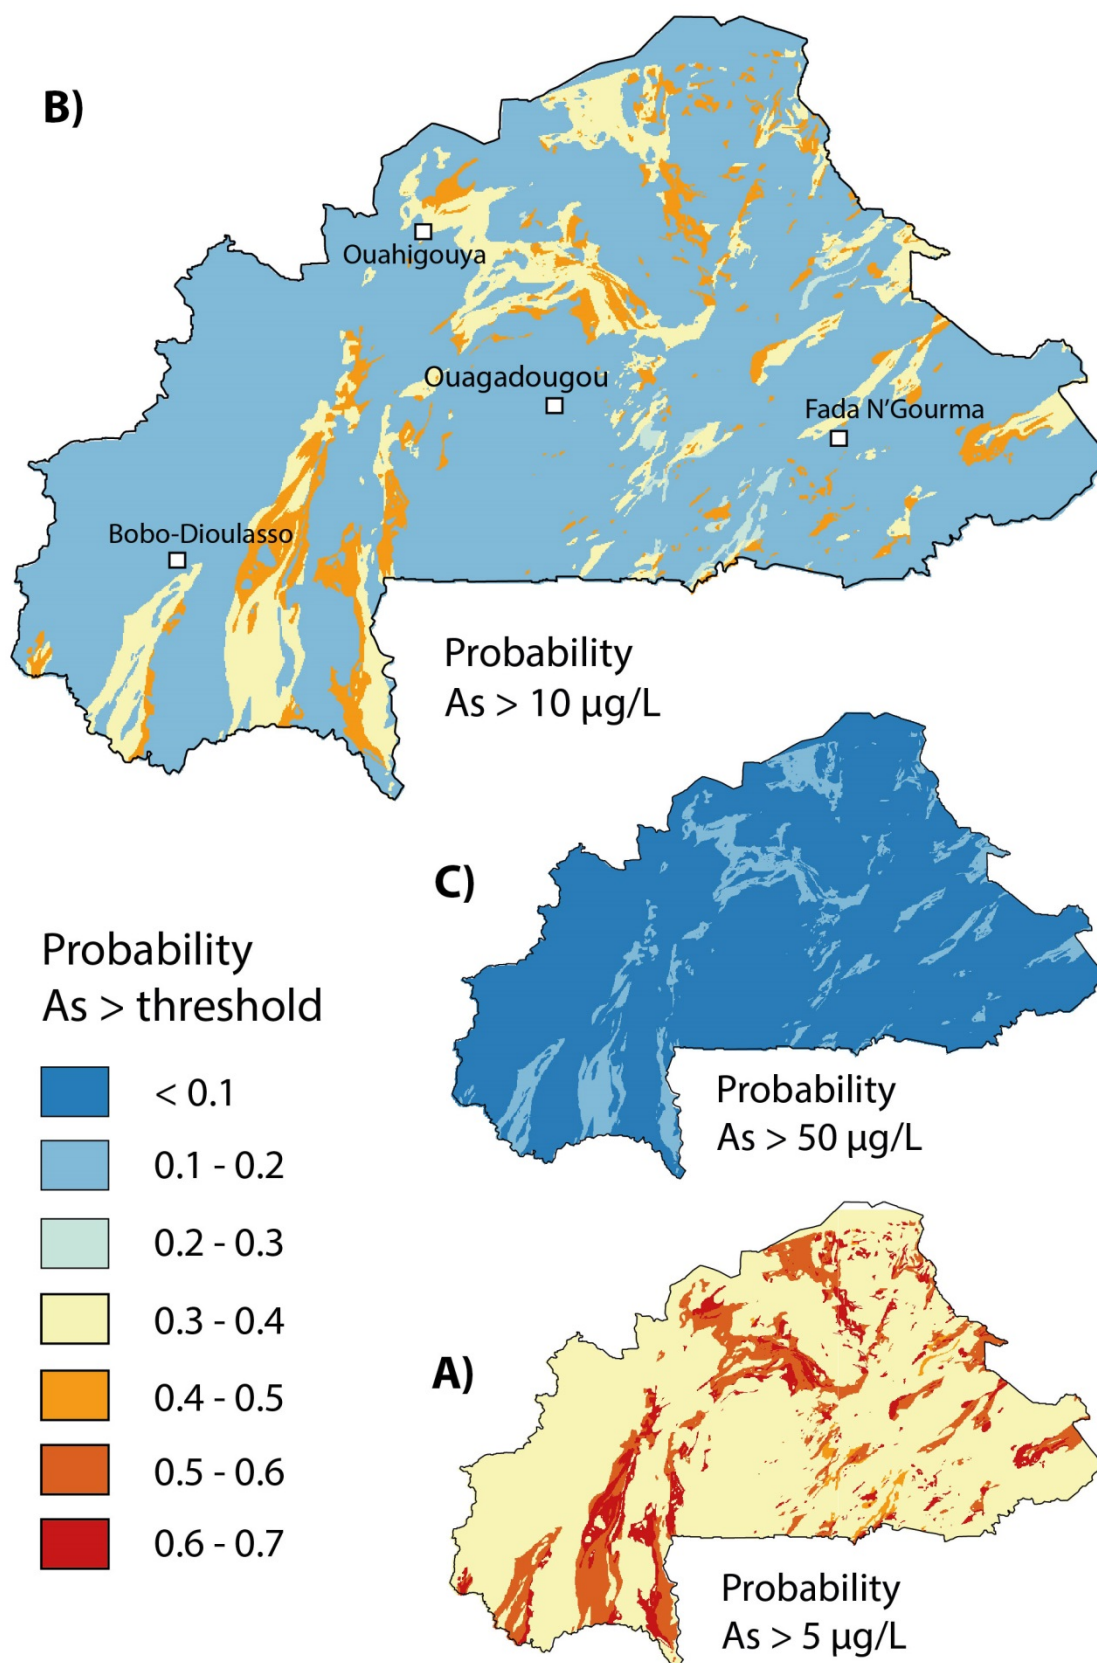 B)
Ouahigouya
Ouagadougou
Fada N'Gourma
Bobo-Dioulasso
Probability
As > 10 µg/L
C)
Probability
As > 50 µg/L
Probability
As > threshold
< 0.1
0.1 - 0.2
0.2 - 0.3
0.3 - 0.4
0.4 - 0.5
0.5 - 0.6
0.6 - 0.7
A)
Probability
As > 5 µg/L